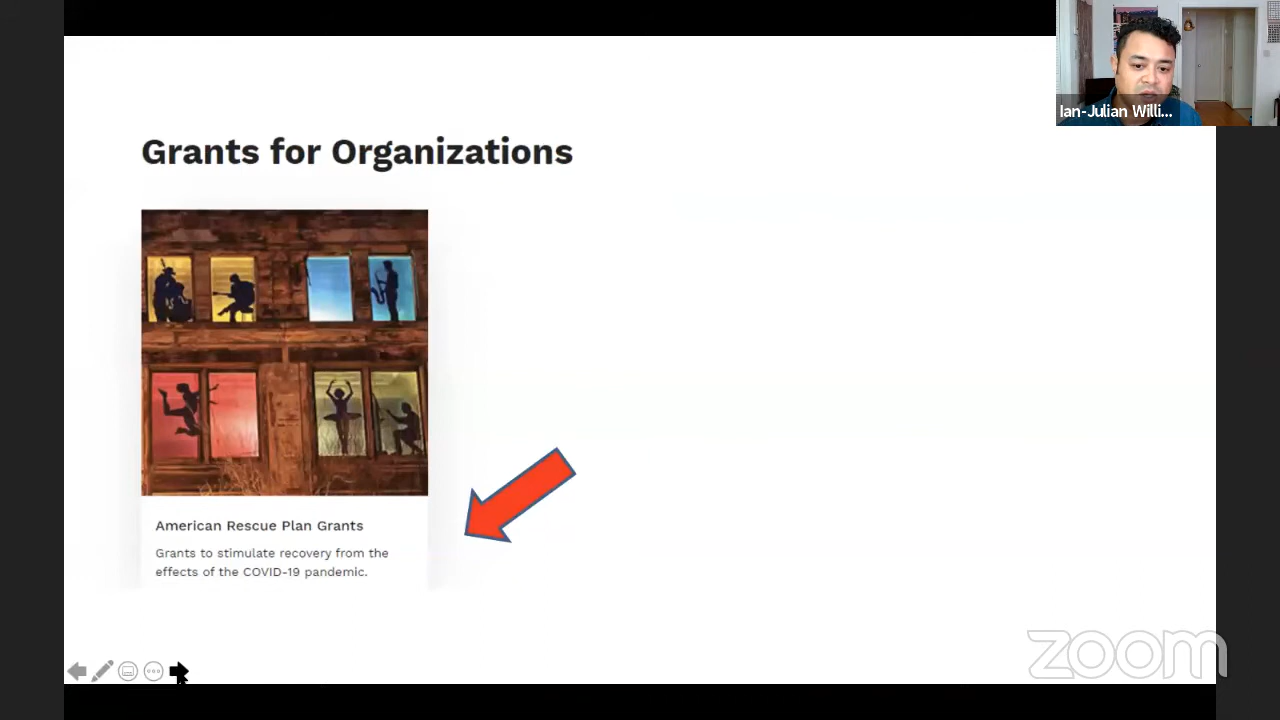 Ian-Julian Willi...
Grants for Organizations
American Rescue Plan Grants
Grants to stimulate recovery from the
effects of the COVID-19 pandemic.
zoom